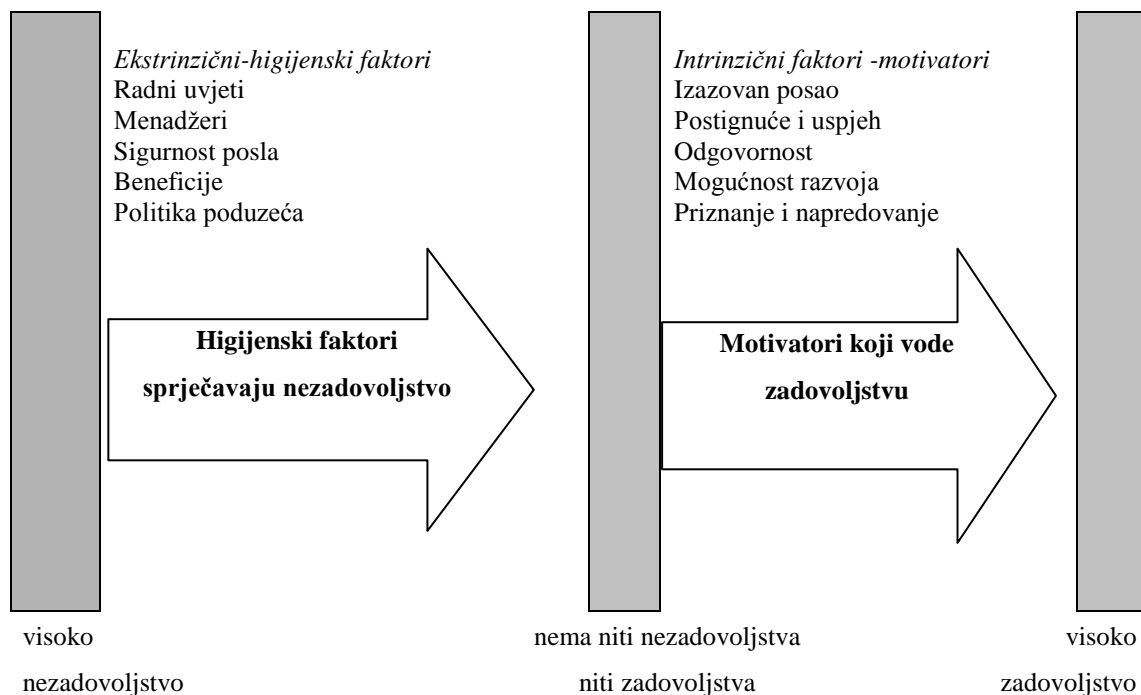 Ekstrinzični-higijenski faktori
Radni uvjeti
Menadžeri
Sigurnost posla
Beneficije
Politika poduzeća
Intrinzični faktori -motivatori
Izazovan posao
Postignuće i uspjeh
Odgovornost
Mogućnost razvoja
Priznanje i napredovanje
Higijenski faktori
sprječavaju nezadovoljstvo
Motivatori koji vode
zadovoljstvu
visoko
nezadovoljstvo
nema niti nezadovoljstva
niti zadovoljstva
visoko
zadovoljstvo